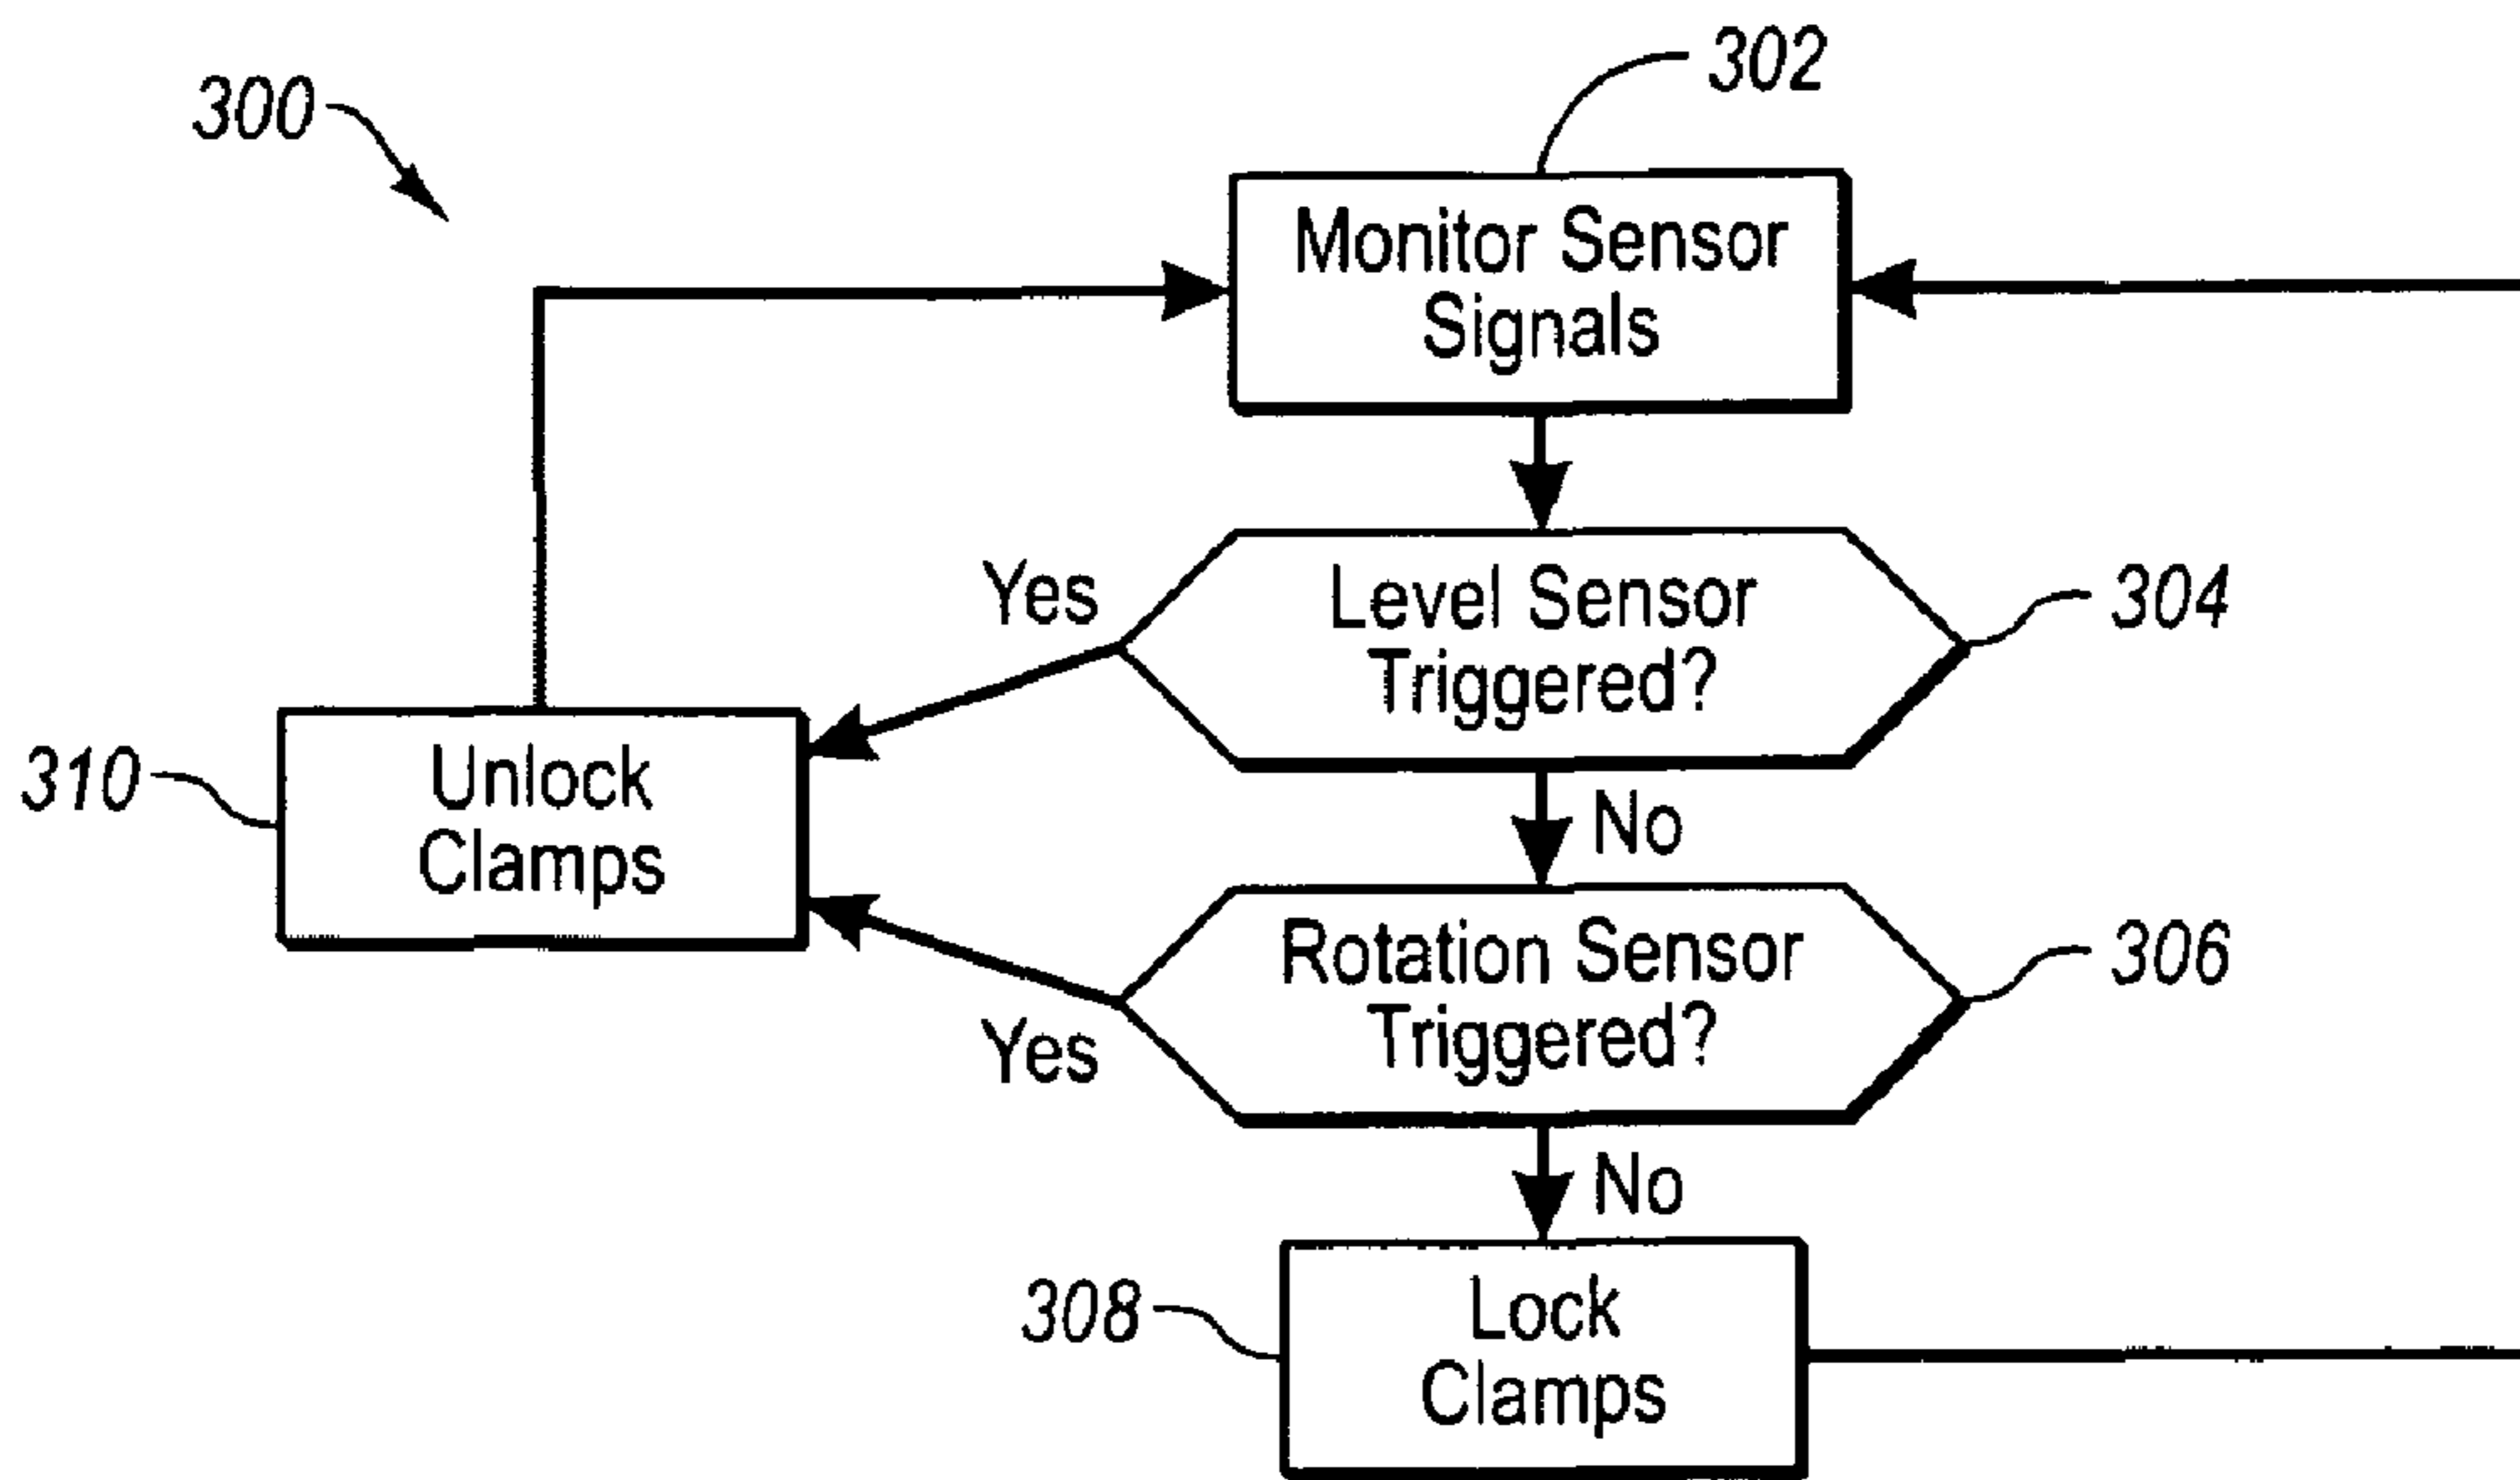 302
300
Monitor Sensor
Signals
Yes
Level Sensor
Triggered?
304
No
310
Unlock
Clamps
Rotation Sensor
Triggered?
306
Yes
No
308
Lock
Clamps